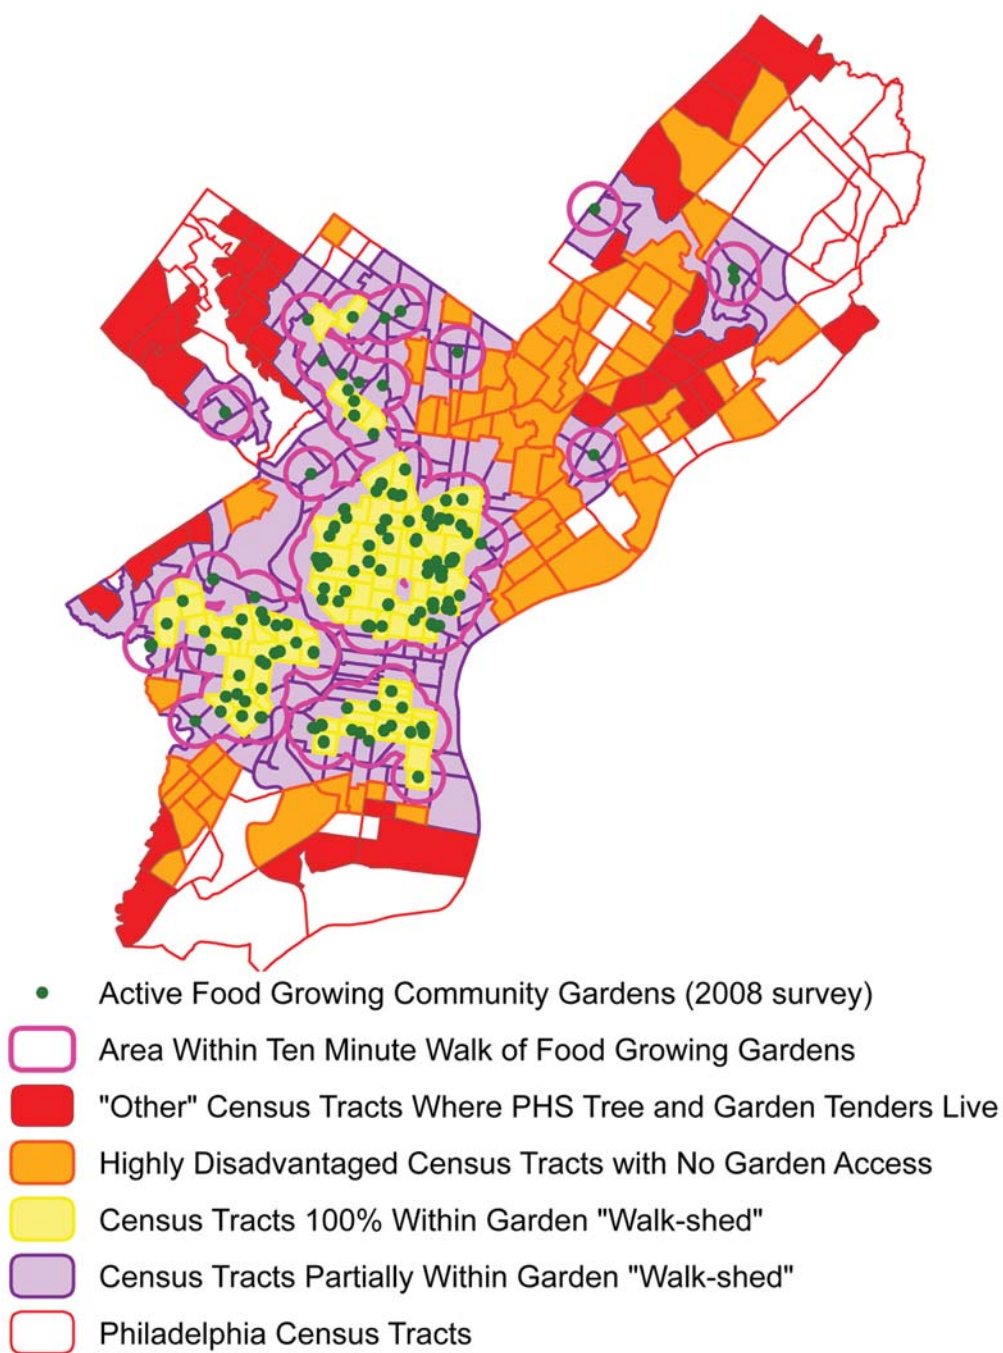 Active Food Growing Community Gardens (2008 survey)
Area Within Ten Minute Walk of Food Growing Gardens
"Other" Census Tracts Where PHS Tree and Garden Tenders Live
Highly Disadvantaged Census Tracts with No Garden Access
Census Tracts 100% Within Garden "Walk-shed"
Census Tracts Partially Within Garden "Walk-shed"
Philadelphia Census Tracts